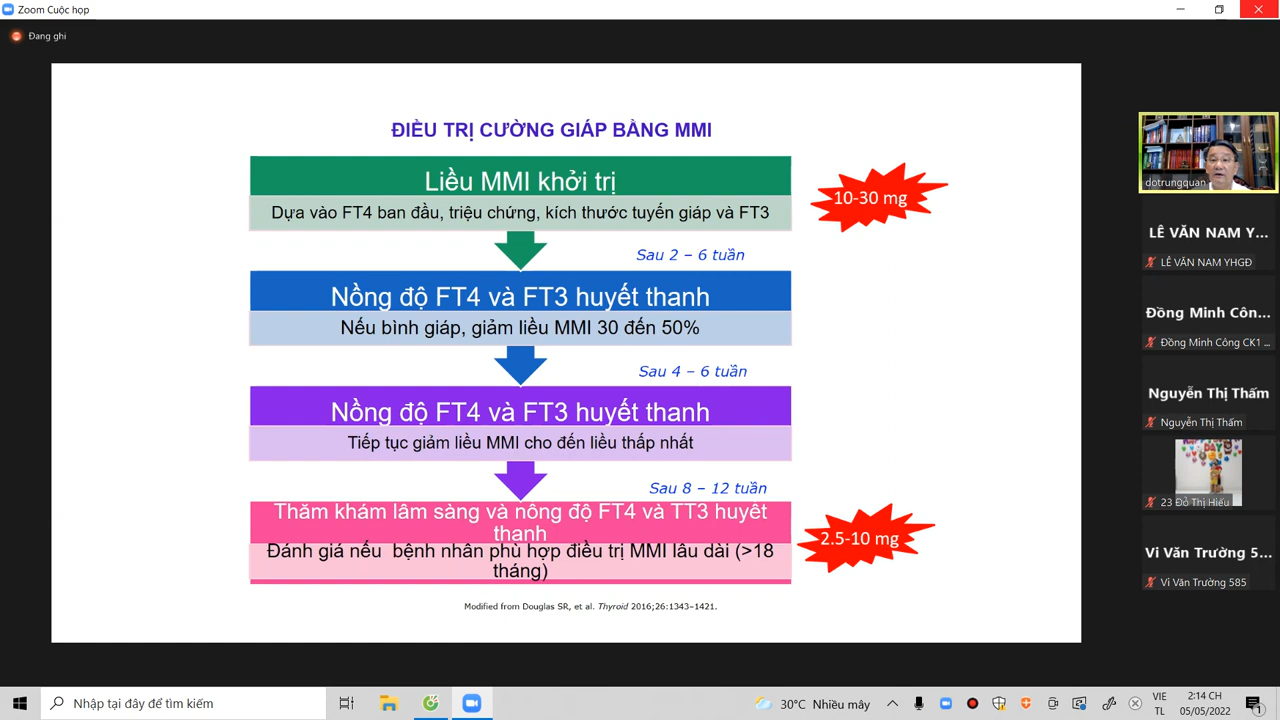 Zoom Cuộc họp
Đang ghi
ĐIỀU TRỊ CƯỜNG GIÁP BẰNG MMI
Liều MMI khởi trị
Dựa vào FT4 ban đầu, triệu chứng, kích thước tuyến giáp và FT3
10-30 mg
Sau 2 – 6 tuần
Nồng độ FT4 và FT3 huyết thanh
Nếu bình giáp, giảm liều MMI 30 đến 50%
Sau 4 – 6 tuần
Nồng độ FT4 và FT3 huyết thanh
Tiếp tục giảm liều MMI cho đến liều thấp nhất
Sau 8 – 12 tuần
Thăm khám lâm sàng và nông độ FT4 và TT3 huyết
thanh
Đánh giá nếu bệnh nhân phù hợp điều trị MMI lâu dài (>18
tháng)
2.5-10 mg
Modified from Douglas SR, et al. Thyroid 2016;26:1343–1421.
dotrungquan
LÊ VĂN NAM Y...
LÊ VĂN NAM YHGĐ
Đồng Minh Côn...
Đồng Minh Công CK1 ...
Nguyễn Thị Thấm
Nguyễn Thị Thấm
23 Đỗ Thị Hiếu
Vi Văn Trường 5...
Vi Văn Trường 585
Nhập tại đây để tìm kiếm
30°C Nhiều mây
VIE
TL
2:14 CH
05/05/2022
1